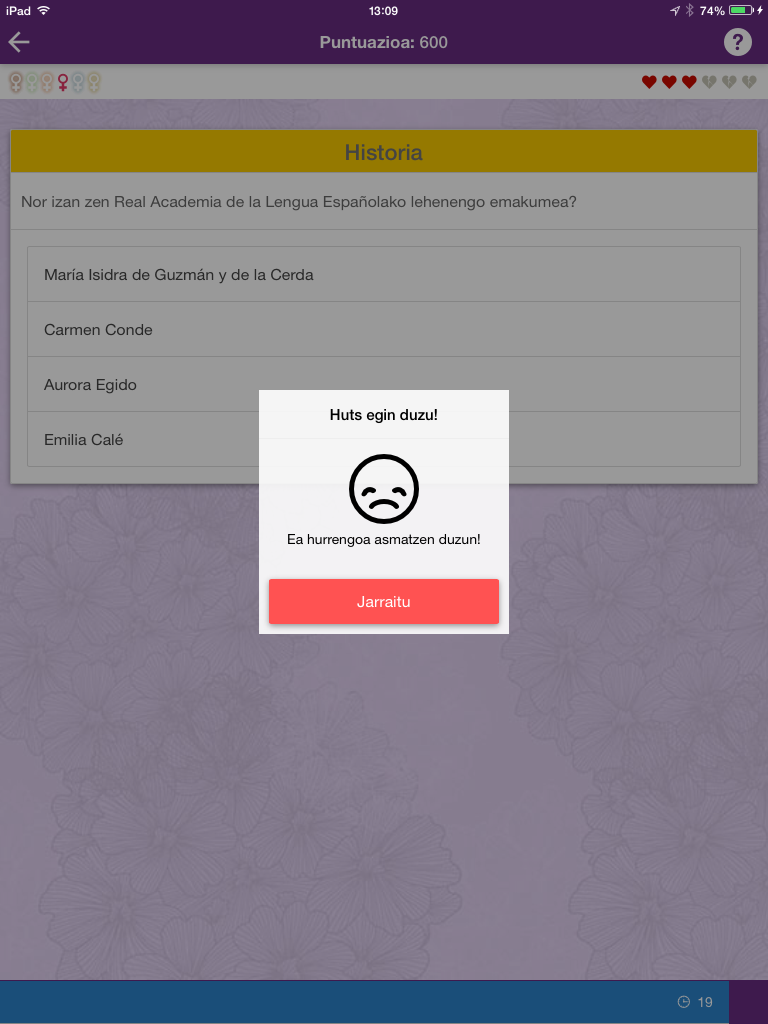 iPad 13:09 74%
Puntuazioa: 600 ?
Historia
Nor izan zen Real Academia de la Lengua Españolako lehenengo emakumea?
María Isidra de Guzmán y de la Cerda
Carmen Conde
Aurora Egido
Emilia Calé
Huts egin duzu!
Ea hurrengoa asmatzen duzun!
Jarraitu
19